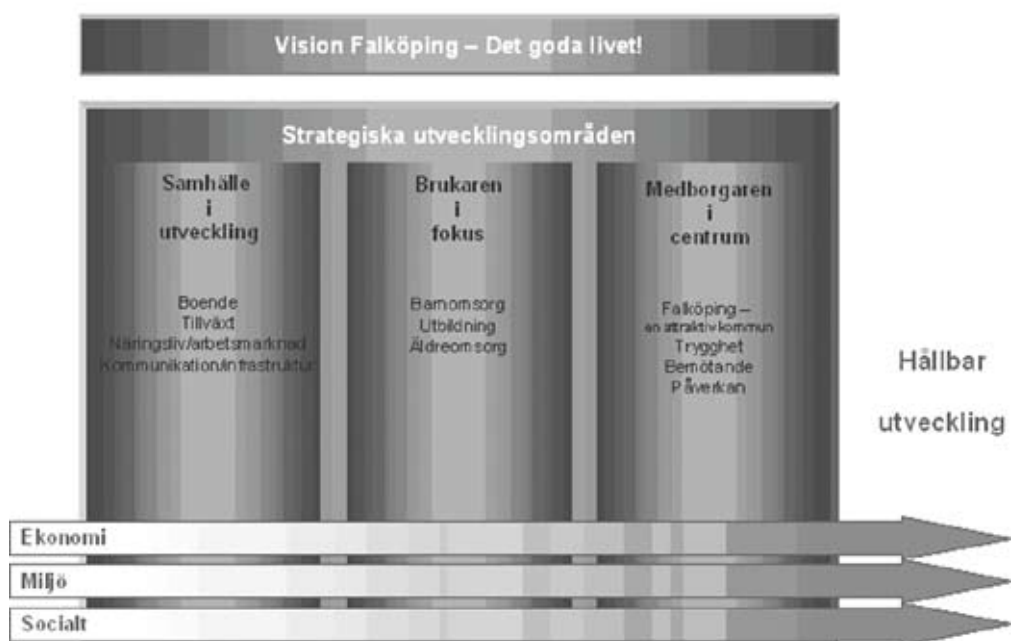 Vision Falköping – Det goda livet!
Strategiska utvecklingsområden
Samhälle
i
utveckling
Boende
Tillväxt
Näringsliv/arbetsmarknad
Kommunikation/infrastruktur
Brukaren
i
fokus
Barnomsorg
Utbildning
Äldreomsorg
Medborgaren
i
centrum
Falköping –
en attraktiv kommun
Trygghet
Bemötande
Påverkan
Hållbar
utveckling
Ekonomi
Miljö
Socialt